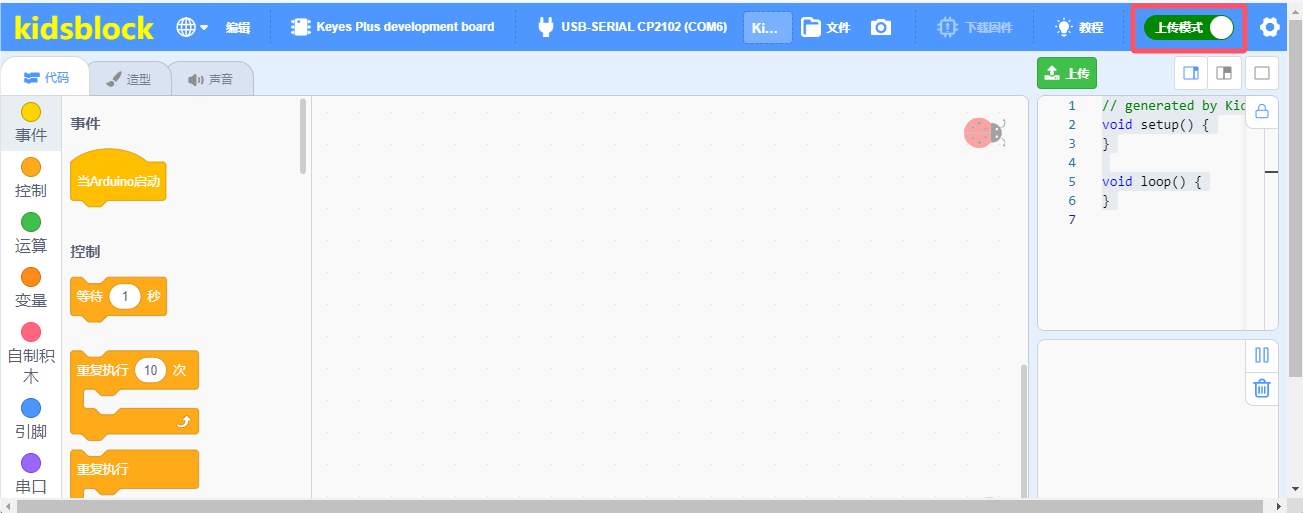 kidsblock
编辑
Keyes Plus development board
USB-SERIAL CP2102 (COM6)
Ki...
文件
下载固件
教程
上传模式
代码
造型
声音
上传
事件
控制
运算
变量
自制积
木
引脚
串口
事件
当Arduino启动
控制
等待 1 秒
重复执行 10 次
重复执行
1 // generated by Kid
2 void setup() {
3 }
4
5 void loop() {
6 }
7